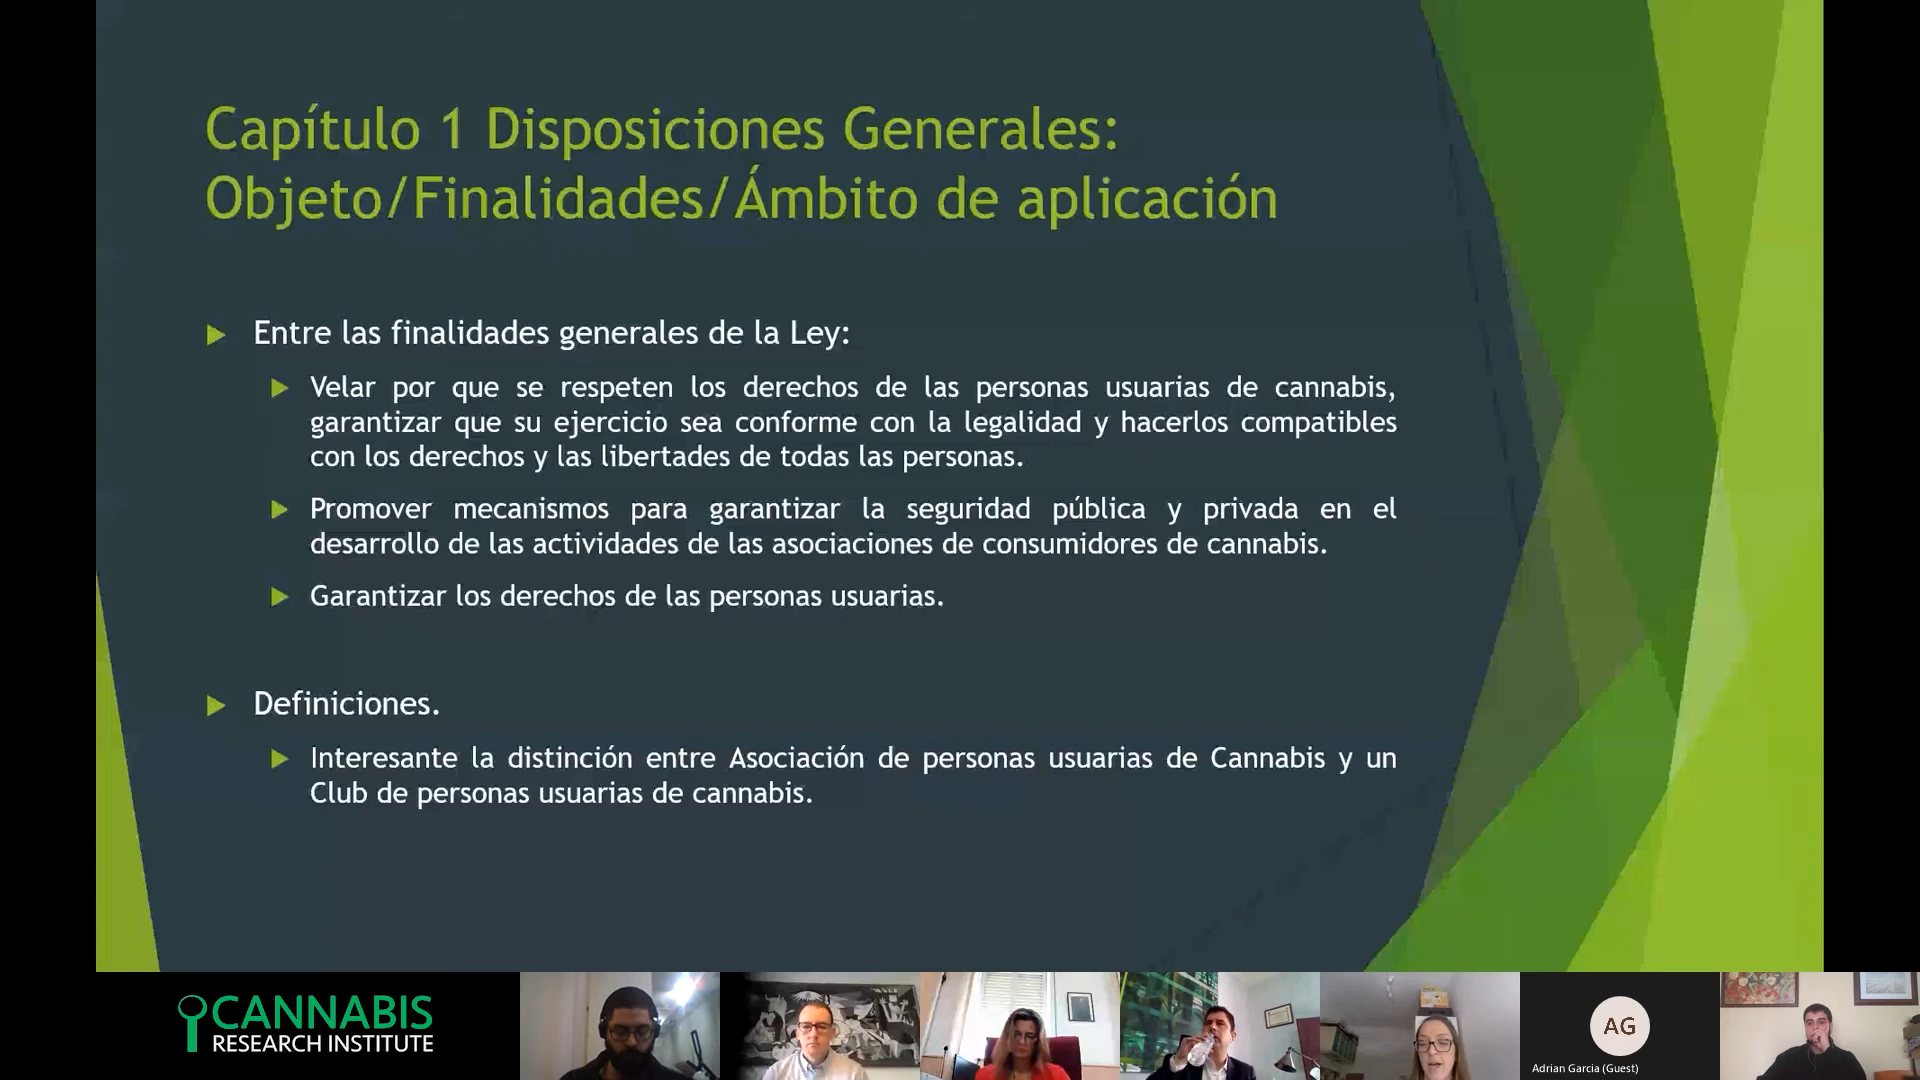 Capítulo 1 Disposiciones Generales:
Objeto/Finalidades/Ámbito de aplicación
Entre las finalidades generales de la Ley:
Velar por que se respeten los derechos de las personas usuarias de cannabis,
garantizar que su ejercicio sea conforme con la legalidad y hacerlos compatibles
con los derechos y las libertades de todas las personas.
Promover mecanismos para garantizar la seguridad pública y privada en el
desarrollo de las actividades de las asociaciones de consumidores de cannabis.
Garantizar los derechos de las personas usuarias.
Definiciones.
Interesante la distinción entre Asociación de personas usuarias de Cannabis y un
Club de personas usuarias de cannabis.
CANNABIS
RESEARCH INSTITUTE
AG
Adrian Garcia (Guest)